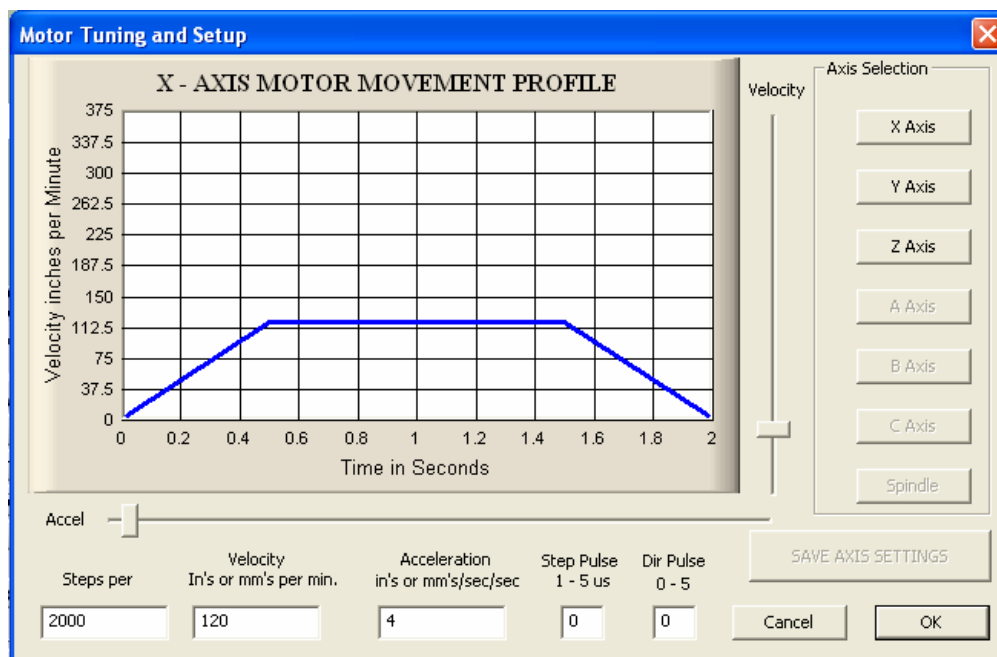 Motor Tuning and Setup
X - AXIS MOTOR MOVEMENT PROFILE
Velocity inches per Minute
375
337.5
300
262.5
225
187.5
150
112.5
75
37.5
0
0 0.2 0.4 0.6 0.8 1 1.2 1.4 1.6 1.8 2
Time in Seconds
Velocity
Axis Selection
X Axis
Y Axis
Z Axis
A Axis
B Axis
C Axis
Spindle
Accel
SAVE AXIS SETTINGS
Steps per
2000
Velocity
In's or mm's per min.
120
Acceleration
in's or mm's/sec/sec
4
Step Pulse
1 - 5 us
0
Dir Pulse
0 - 5
0
Cancel
OK